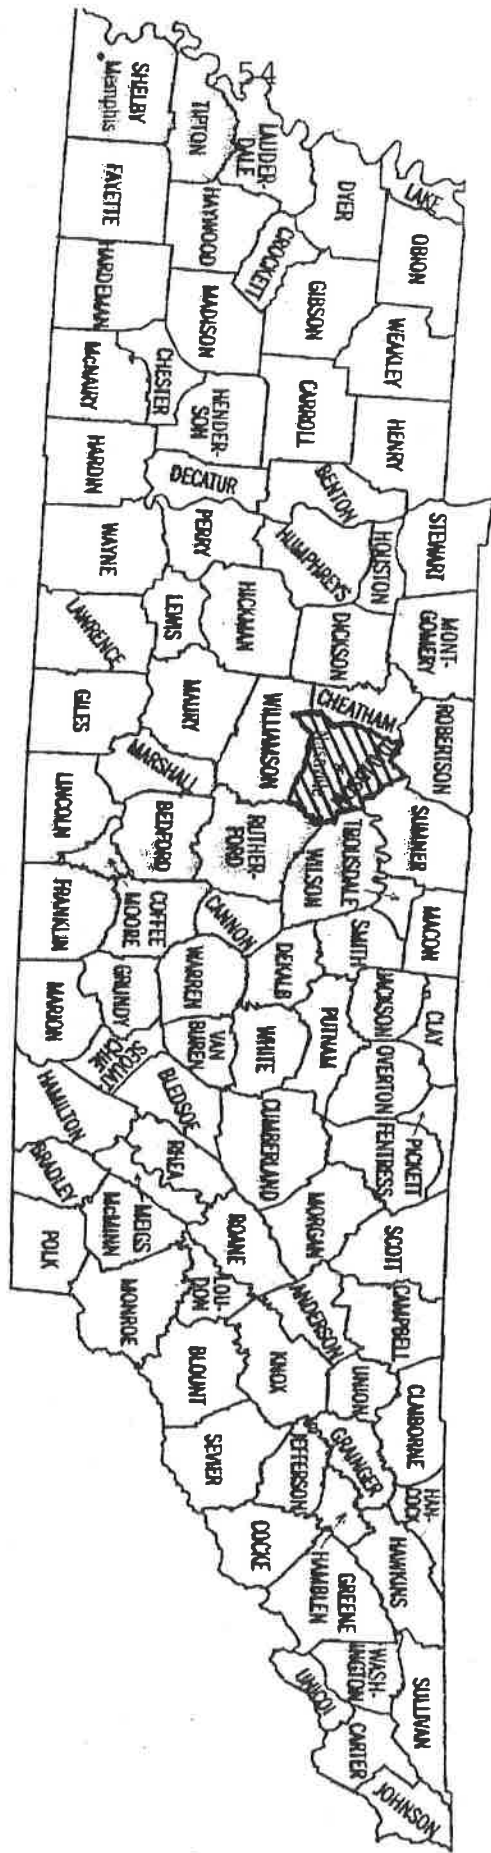 54
LAKE
OBION
WEAKLEY
HENRY
STEWART
MONT-
GOMERY
ROBERTSON
SUMNER
MACON
CLAY
PICKETT
SCOTT
CAMPBELL
CLAIBORNE
HAN-
COCK
HAWKINS
SULLIVAN
JOHNSON
DYER
GIBSON
CARROLL
BENTON
HOUSTON
HUMPHREYS
DICKSON
CHEATHAM
TROUSDALE
WILSON
SMITH
JACKSON
OVERTON
FENTRESS
PUTNAM
MORGAN
ANDERSON
UNION
GRAINGER
GREENE
HAMBLEN
WASH-
INGTON
UNICOI
CARTER
LAUDER-
DALE
CROCKETT
TIPTON
HAYWOOD
MADISON
HENDER-
SON
DECATUR
PERRY
HICKMAN
WILLIAMSON
RUTHER-
FORD
CANNON
DEKALB
WHITE
CUMBERLAND
ROANE
LOU-
DON
KNOX
JEFFERSON
COCKE
SEVIER
BLOUNT
SHELBY
Memphis
FAYETTE
HARDEMAN
CHESTER
McNAIRY
HARDIN
WAYNE
LEWIS
LAWRENCE
MAURY
GILES
MARSHALL
BEDFORD
LINCOLN
COFFEE
MOORE
FRANKLIN
WARREN
VAN
BUREN
GRUNDY
SEQUAT-
CHIE
MARION
BLEDSOE
HAMILTON
RHEA
MEIGS
McMINN
BRADLEY
POLK
MONROE